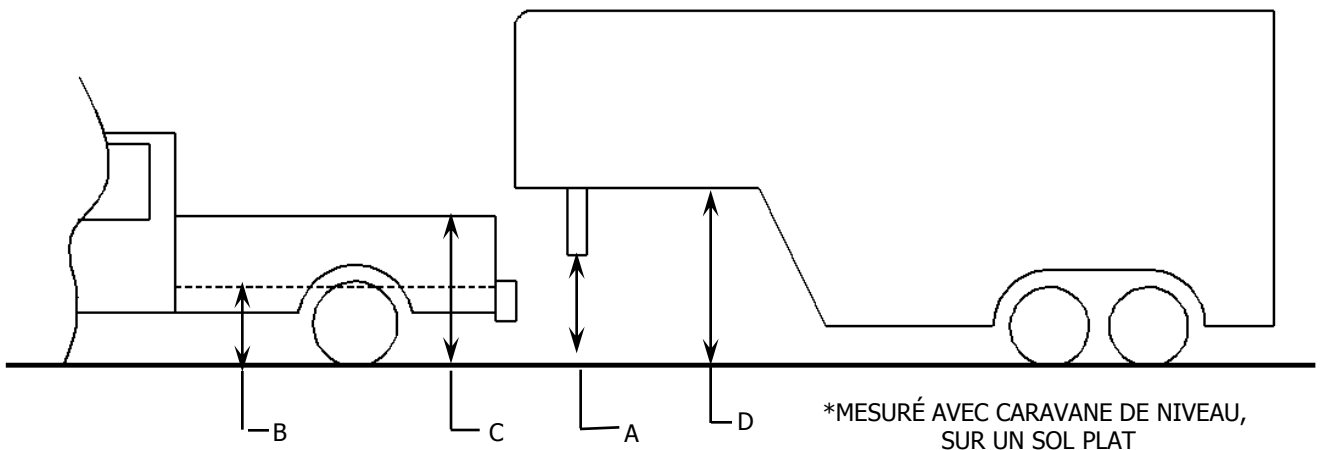 B
C
A
D
*MESURÉ AVEC CARAVANE DE NIVEAU,
SUR UN SOL PLAT